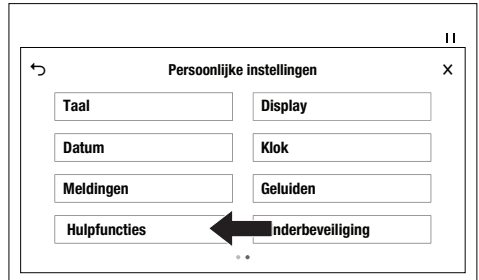 Persoonlijke instellingen X
Taal
Display
Datum
Klok
Meldingen
Geluiden
Hulpfuncties
nderbeveiliging